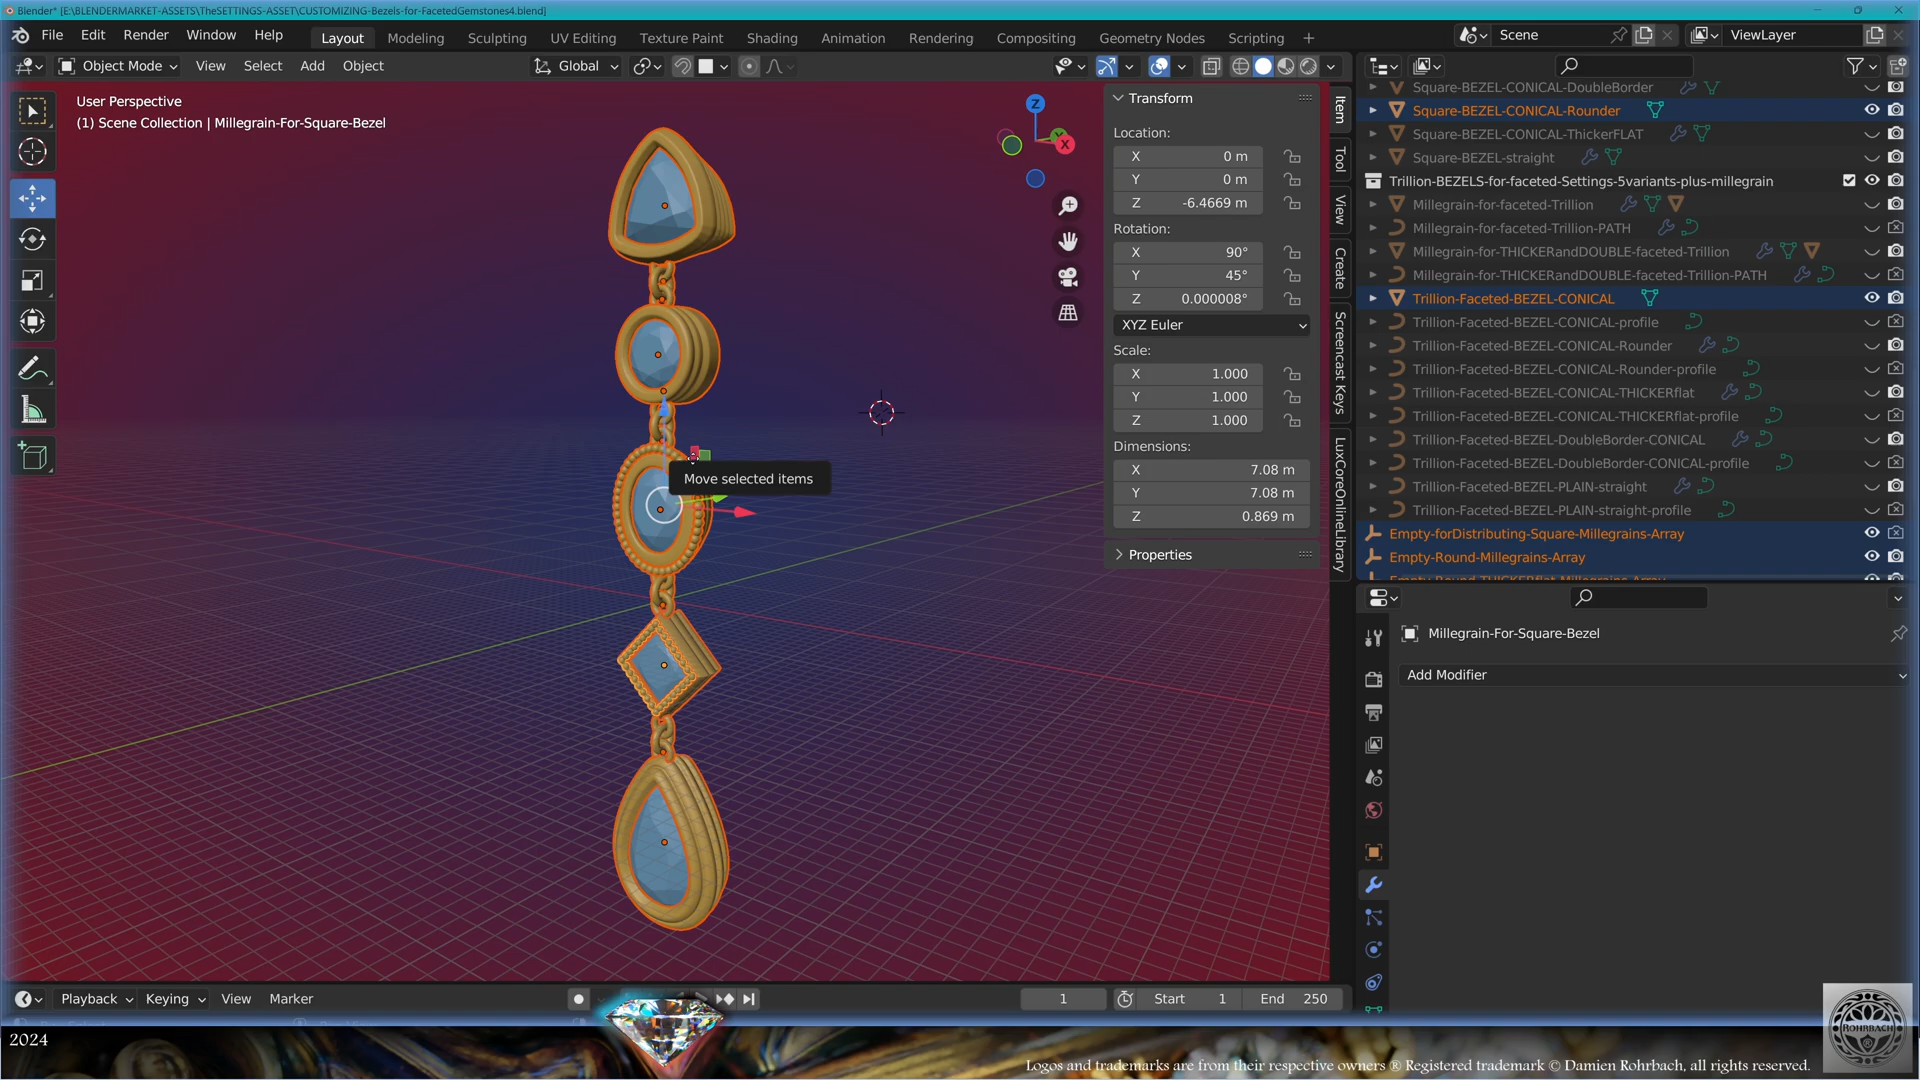 Blender* [E:\BLENDERMARKET-ASSETS\TheSETTINGS-ASSET\CUSTOMIZING-Bezels-for-FacetedGemstones4.blend]
File Edit Render Window Help
Layout Modeling Sculpting UV Editing Texture Paint Shading Animation Rendering Compositing Geometry Nodes Scripting +
Scene
ViewLayer
Object Mode View Select Add Object
Global
User Perspective
(1) Scene Collection | Millegrain-For-Square-Bezel
Z
Y
X
Move selected items
Transform
Location:
X 0 m
Y 0 m
Z -6.4669 m
Rotation:
X 90°
Y 45°
Z 0.000008°
XYZ Euler
Scale:
X 1.000
Y 1.000
Z 1.000
Dimensions:
X 7.08 m
Y 7.08 m
Z 0.869 m
Properties
Item
Tool
View
Create
Screencast Keys
LuxCoreOnlineLibrary
Square-BEZEL-CONICAL-DoubleBorder
Square-BEZEL-CONICAL-Rounder
Square-BEZEL-CONICAL-ThickerFLAT
Square-BEZEL-straight
Trillion-BEZELS-for-faceted-Settings-5variants-plus-millegrain
Millegrain-for-faceted-Trillion
Millegrain-for-faceted-Trillion-PATH
Millegrain-for-THICKERandDOUBLE-faceted-Trillion
Millegrain-for-THICKERandDOUBLE-faceted-Trillion-PATH
Trillion-Faceted-BEZEL-CONICAL
Trillion-Faceted-BEZEL-CONICAL-profile
Trillion-Faceted-BEZEL-CONICAL-Rounder
Trillion-Faceted-BEZEL-CONICAL-Rounder-profile
Trillion-Faceted-BEZEL-CONICAL-THICKERflat
Trillion-Faceted-BEZEL-CONICAL-THICKERflat-profile
Trillion-Faceted-BEZEL-DoubleBorder-CONICAL
Trillion-Faceted-BEZEL-DoubleBorder-CONICAL-profile
Trillion-Faceted-BEZEL-PLAIN-straight
Trillion-Faceted-BEZEL-PLAIN-straight-profile
Empty-forDistributing-Square-Millegrains-Array
Empty-Round-Millegrains-Array
Empty-Round-THICKERflat-Millegrains-Array
Millegrain-For-Square-Bezel
Add Modifier
Playback Keying View Marker
1
Start 1
End 250
2024
ROHRBACH
®
Logos and trademarks are from their respective owners ® Registered trademark © Damien Rohrbach, all rights reserved.